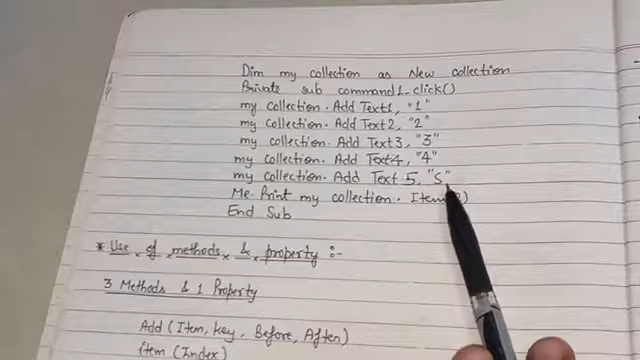 Dim my collection as New collection
Private sub command1_click()
my collection. Add Text1, "1"
my collection. Add Text2, "2"
my collection. Add Text3, "3"
my collection. Add Text4, "4"
my collection. Add Text 5, "5"
Me. Print my collection. Item
End Sub
* Use of methods & property :-
3 Methods & 1 Property
Add (Item, key, Before, After)
item (Index)